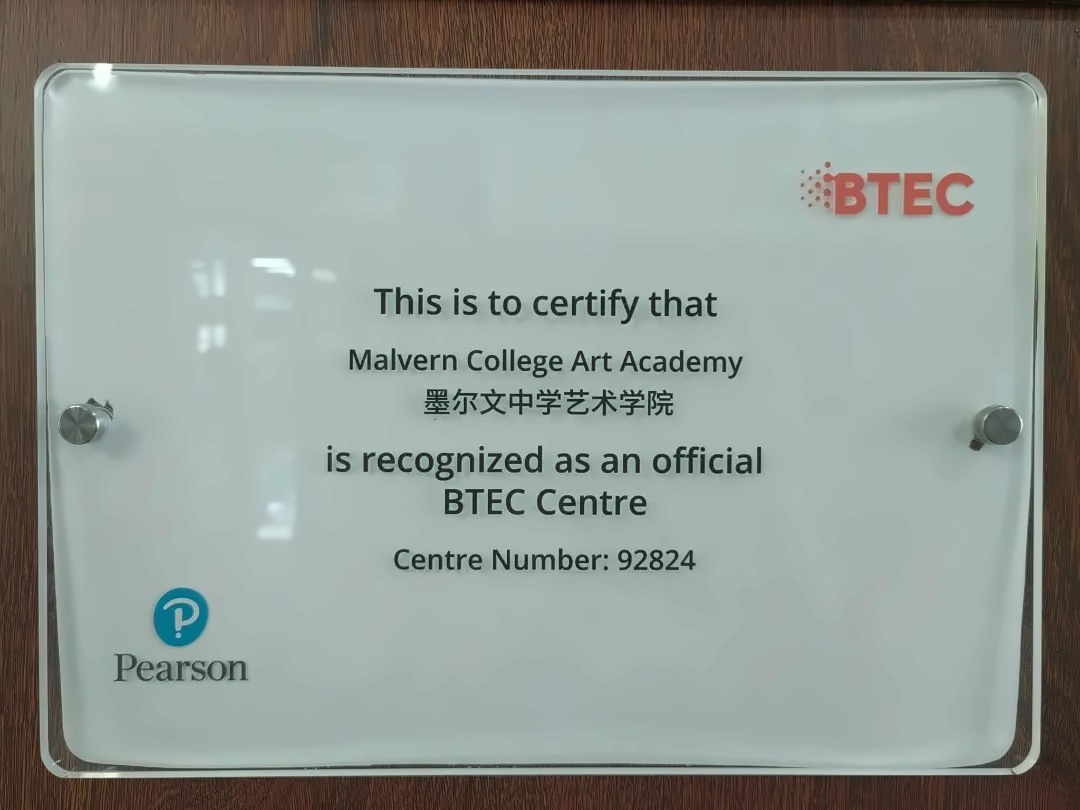 BTEC
This is to certify that
Malvern College Art Academy
墨尔文中学艺术学院
is recognized as an official
BTEC Centre
Centre Number: 92824
P
Pearson